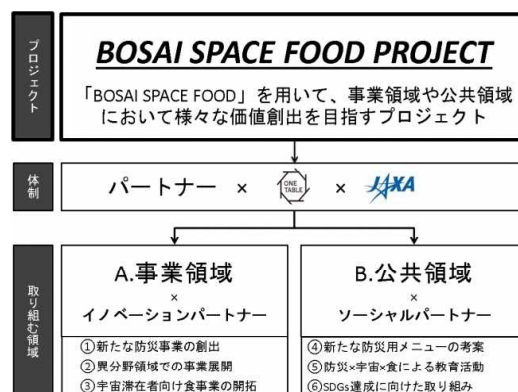 プロジェクト
BOSAI SPACE FOOD PROJECT
「BOSAI SPACE FOOD」を用いて、事業領域や公共領域
において様々な価値創出を目指すプロジェクト
体制
パートナー × ONE TABLE × JAXA
取り組む領域
A.事業領域
×
イノベーションパートナー
①新たな防災事業の創出
②異分野領域での事業展開
③宇宙滞在者向け食事業の開拓
B.公共領域
×
ソーシャルパートナー
④新たな防災用メニューの考案
⑤防災×宇宙×食による教育活動
⑥SDGs達成に向けた取り組み